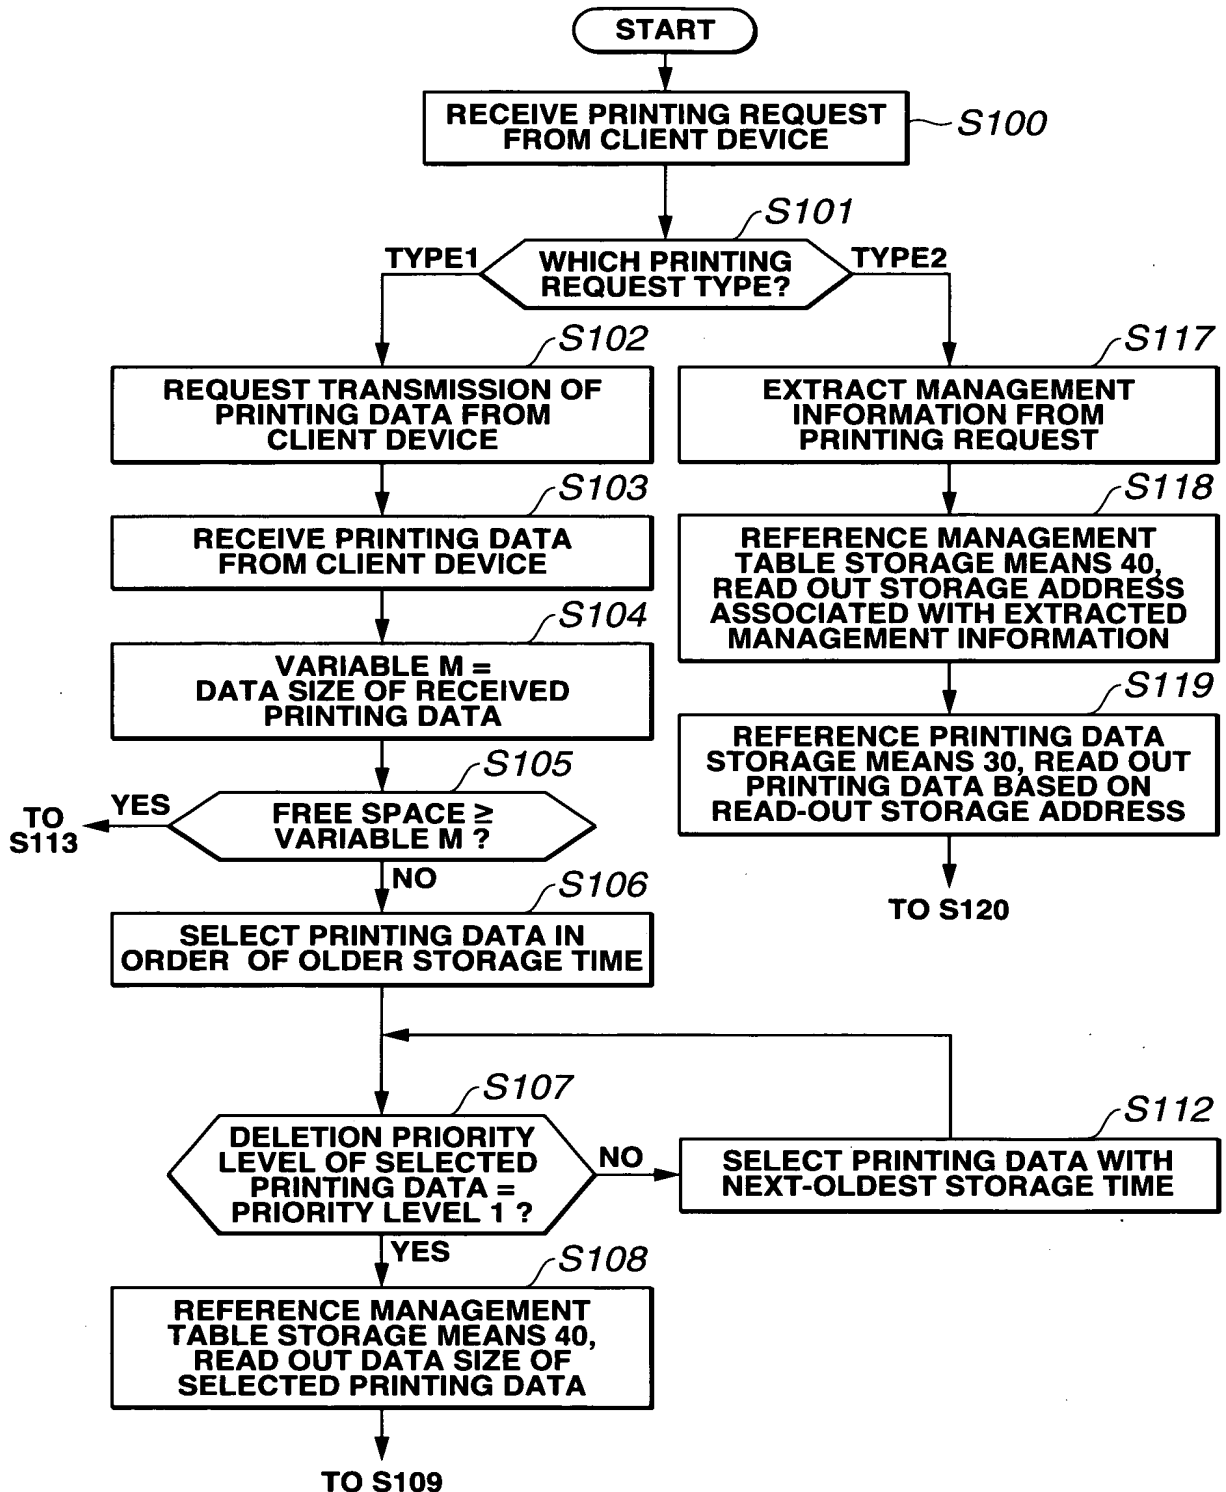 START
RECEIVE PRINTING REQUEST
FROM CLIENT DEVICE
S100
S101
WHICH PRINTING
REQUEST TYPE?
TYPE1
TYPE2
S102
REQUEST TRANSMISSION OF
PRINTING DATA FROM
CLIENT DEVICE
S103
RECEIVE PRINTING DATA
FROM CLIENT DEVICE
S104
VARIABLE M =
DATA SIZE OF RECEIVED
PRINTING DATA
S105
FREE SPACE ≥
VARIABLE M ?
YES
TO
S113
NO
S106
SELECT PRINTING DATA IN
ORDER OF OLDER STORAGE TIME
S107
DELETION PRIORITY
LEVEL OF SELECTED
PRINTING DATA =
PRIORITY LEVEL 1 ?
NO
S112
SELECT PRINTING DATA WITH
NEXT-OLDEST STORAGE TIME
YES
S108
REFERENCE MANAGEMENT
TABLE STORAGE MEANS 40,
READ OUT DATA SIZE OF
SELECTED PRINTING DATA
TO S109
S117
EXTRACT MANAGEMENT
INFORMATION FROM
PRINTING REQUEST
S118
REFERENCE MANAGEMENT
TABLE STORAGE MEANS 40,
READ OUT STORAGE ADDRESS
ASSOCIATED WITH EXTRACTED
MANAGEMENT INFORMATION
S119
REFERENCE PRINTING DATA
STORAGE MEANS 30, READ OUT
PRINTING DATA BASED ON
READ-OUT STORAGE ADDRESS
TO S120